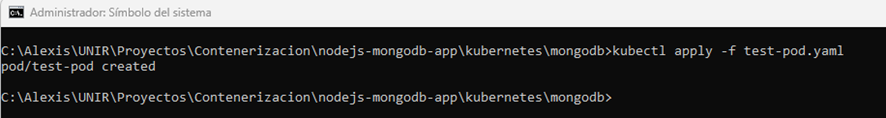 Administrador: Símbolo del sistema
C:\Alexis\UNIR\Proyectos\Contenerizacion\nodejs-mongodb-app\kubernetes\mongodb>kubectl apply -f test-pod.yaml
pod/test-pod created
C:\Alexis\UNIR\Proyectos\Contenerizacion\nodejs-mongodb-app\kubernetes\mongodb>